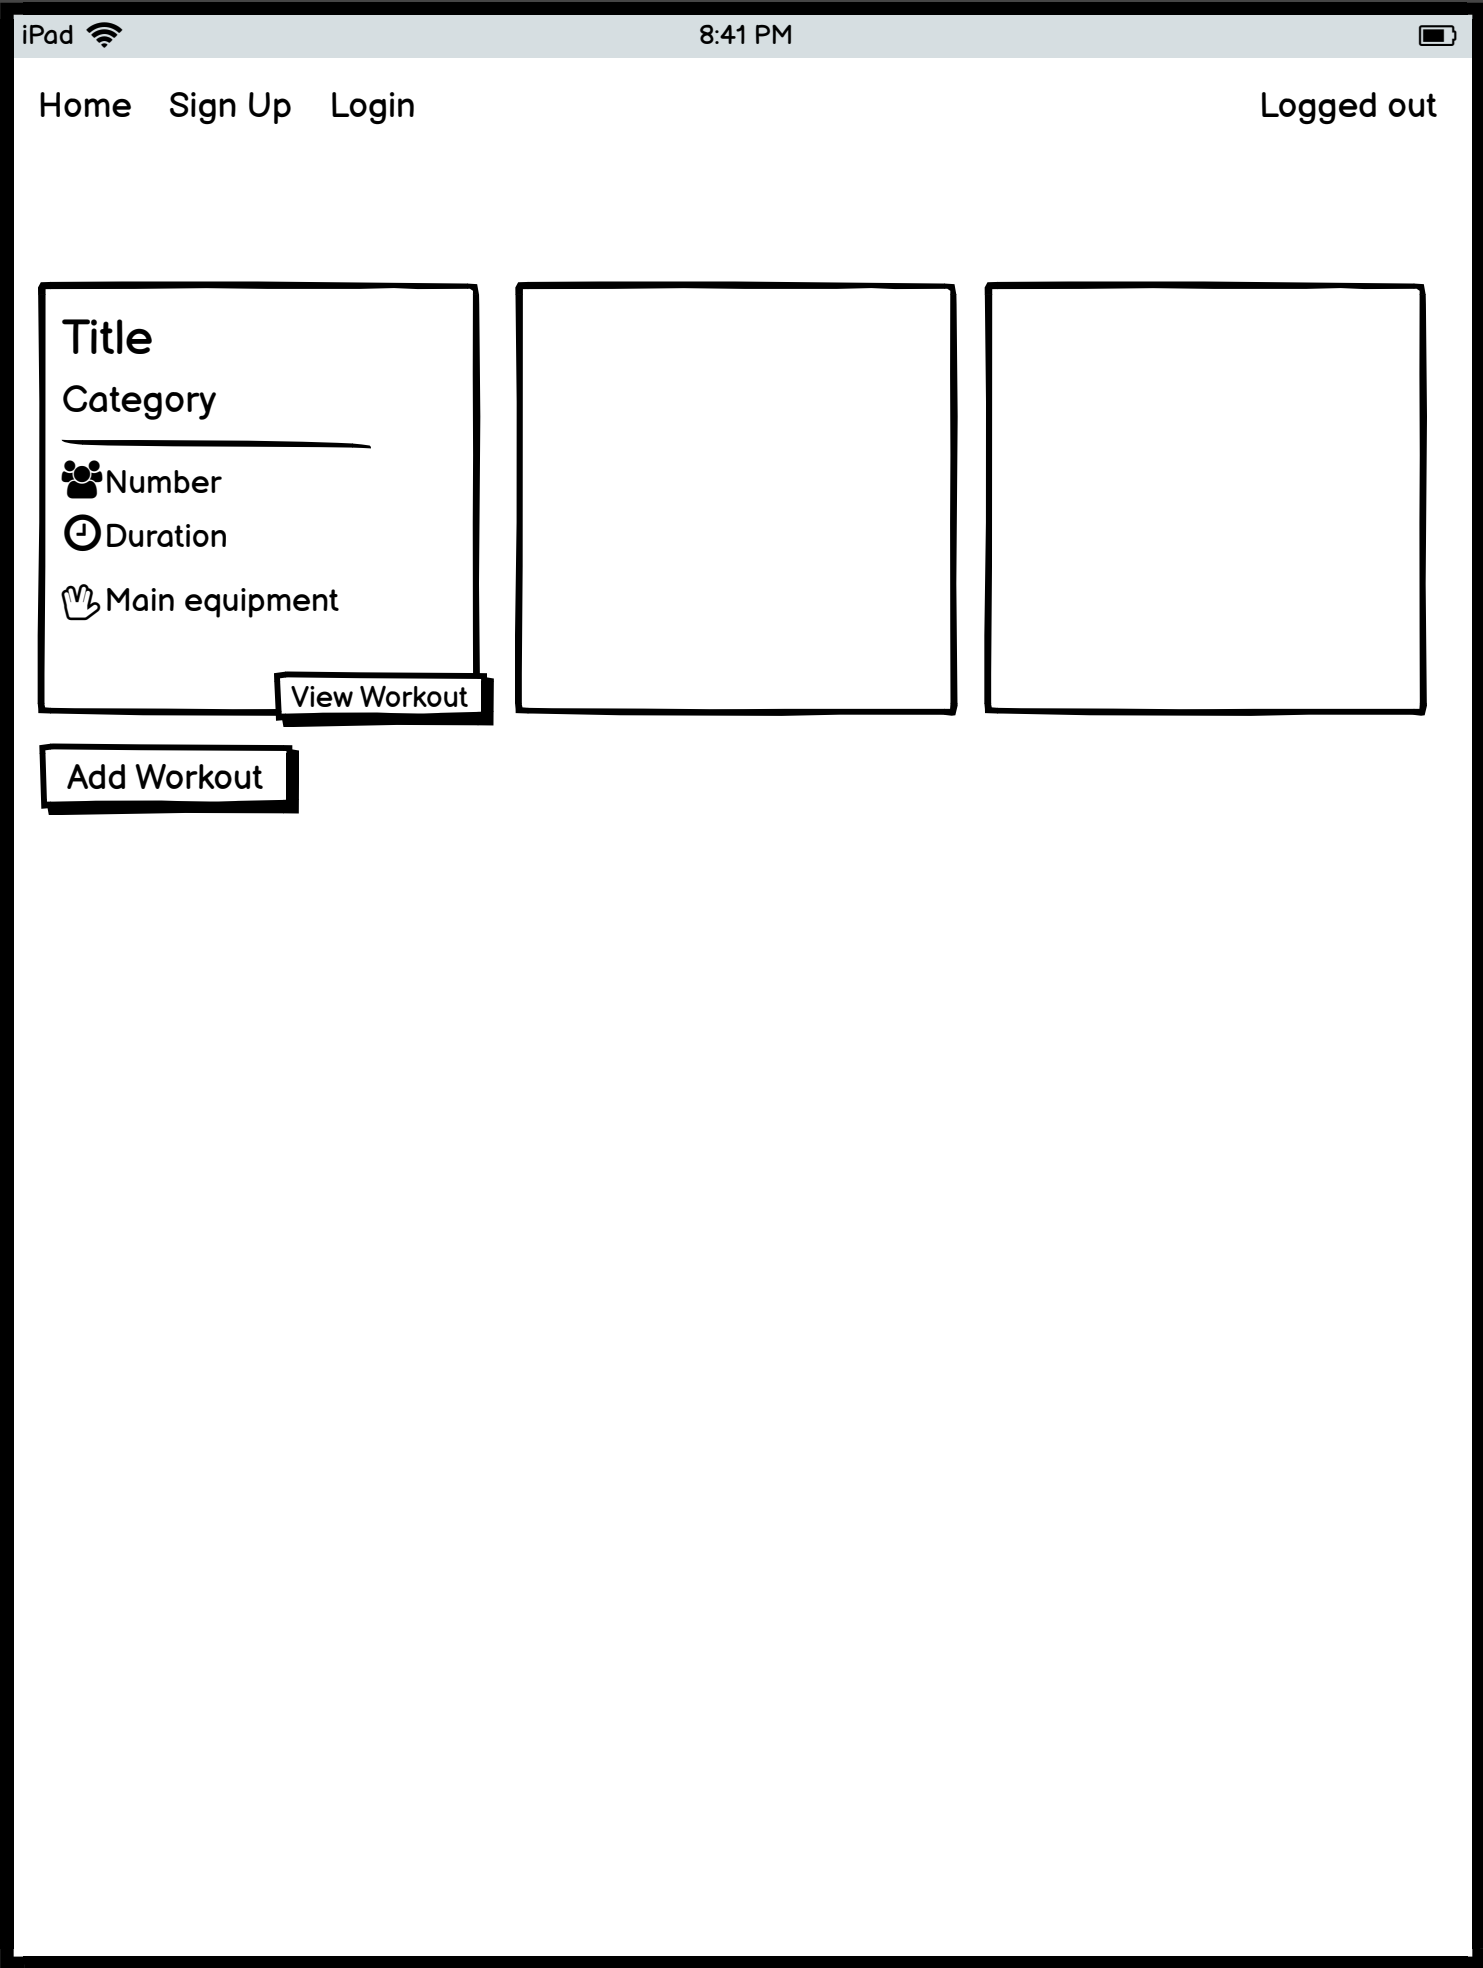 iPad 8:41 PM
Home Sign Up Login Logged out
Title
Category
Number
Duration
Main equipment
View Workout
Add Workout